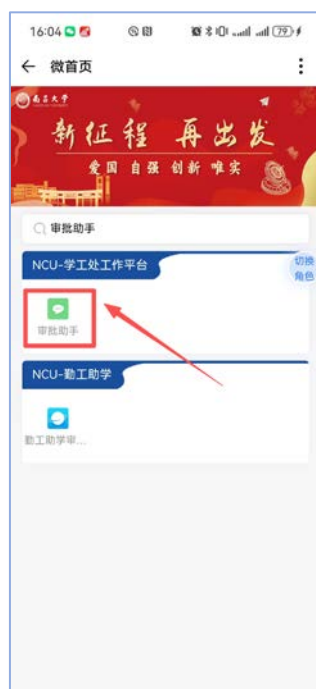 16:04 79
微首页
南昌大学
新征程 再出发
爱国 自强 创新 唯实
审批助手
NCU-学工处工作平台
切换
角色
审批助手
NCU-勤工助学
勤工助学审...